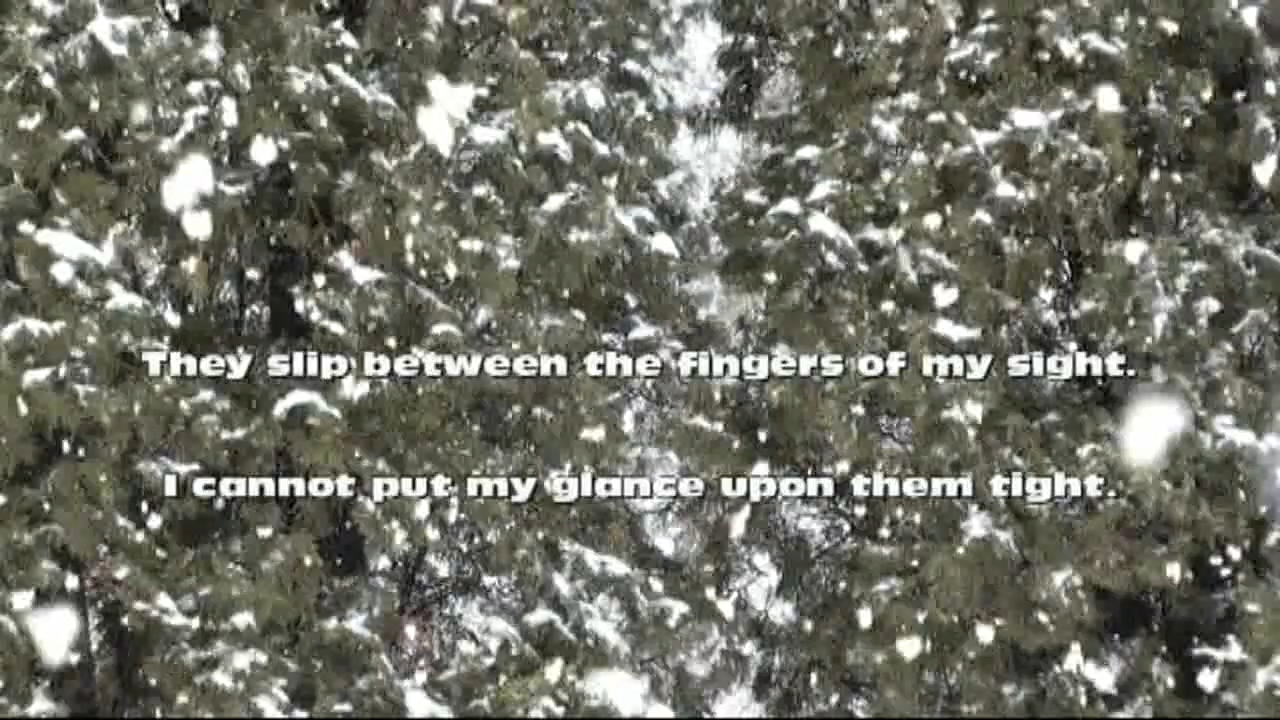 They slip between the fingers of my sight.
I cannot put my glance upon them tight.